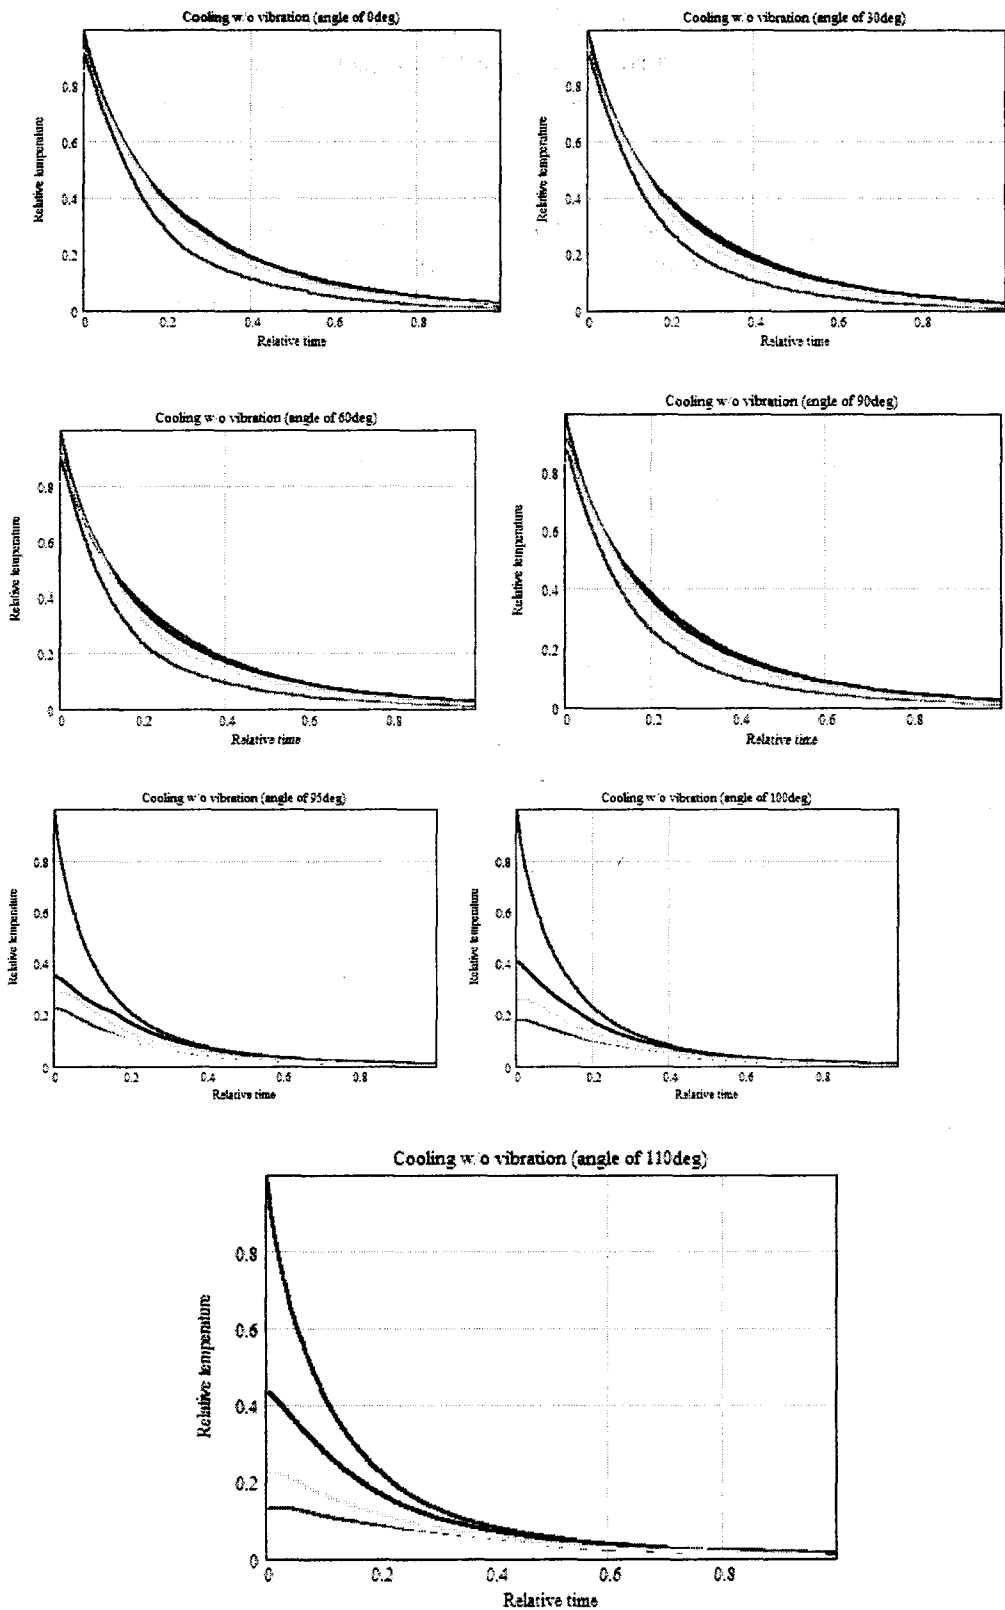 Cooling w/o vibration (angle of 0deg)
Relative temperature
0.8
0.6
0.4
0.2
0
0 0.2 0.4 0.6 0.8
Relative time
Cooling w/o vibration (angle of 30deg)
Relative temperature
0.8
0.6
0.4
0.2
0
0 0.2 0.4 0.6 0.8
Relative time
Cooling w/o vibration (angle of 60deg)
Relative temperature
0.8
0.6
0.4
0.2
0
0 0.2 0.4 0.6 0.8
Relative time
Cooling w/o vibration (angle of 90deg)
Relative temperature
0.8
0.6
0.4
0.2
0
0 0.2 0.4 0.6 0.8
Relative time
Cooling w/o vibration (angle of 95deg)
Relative temperature
0.8
0.6
0.4
0.2
0
0 0.2 0.4 0.6 0.8
Relative time
Cooling w/o vibration (angle of 100deg)
Relative temperature
0.8
0.6
0.4
0.2
0
0 0.2 0.4 0.6 0.8
Relative time
Cooling w/o vibration (angle of 110deg)
Relative temperature
0.8
0.6
0.4
0.2
0
0 0.2 0.4 0.6 0.8
Relative time